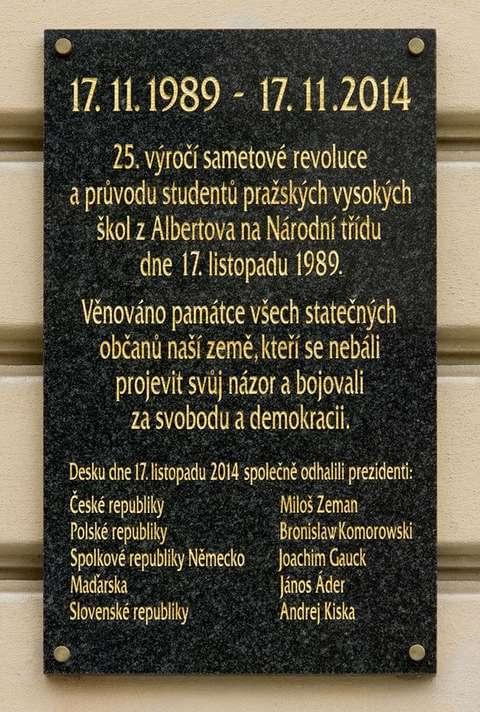 17. 11. 1989 - 17. 11. 2014
25. výročí sametové revoluce
a průvodu studentů pražských vysokých
škol z Albertova na Národní třídu
dne 17. listopadu 1989.
Věnováno památce všech statečných
občanů naší země, kteří se nebáli
projevit svůj názor a bojovali
za svobodu a demokracii.
Desku dne 17. listopadu 2014 společně odhalili prezidenti:
České republiky Miloš Zeman
Polské republiky Bronisław Komorowski
Spolkové republiky Německo Joachim Gauck
Maďarska János Áder
Slovenské republiky Andrej Kiska